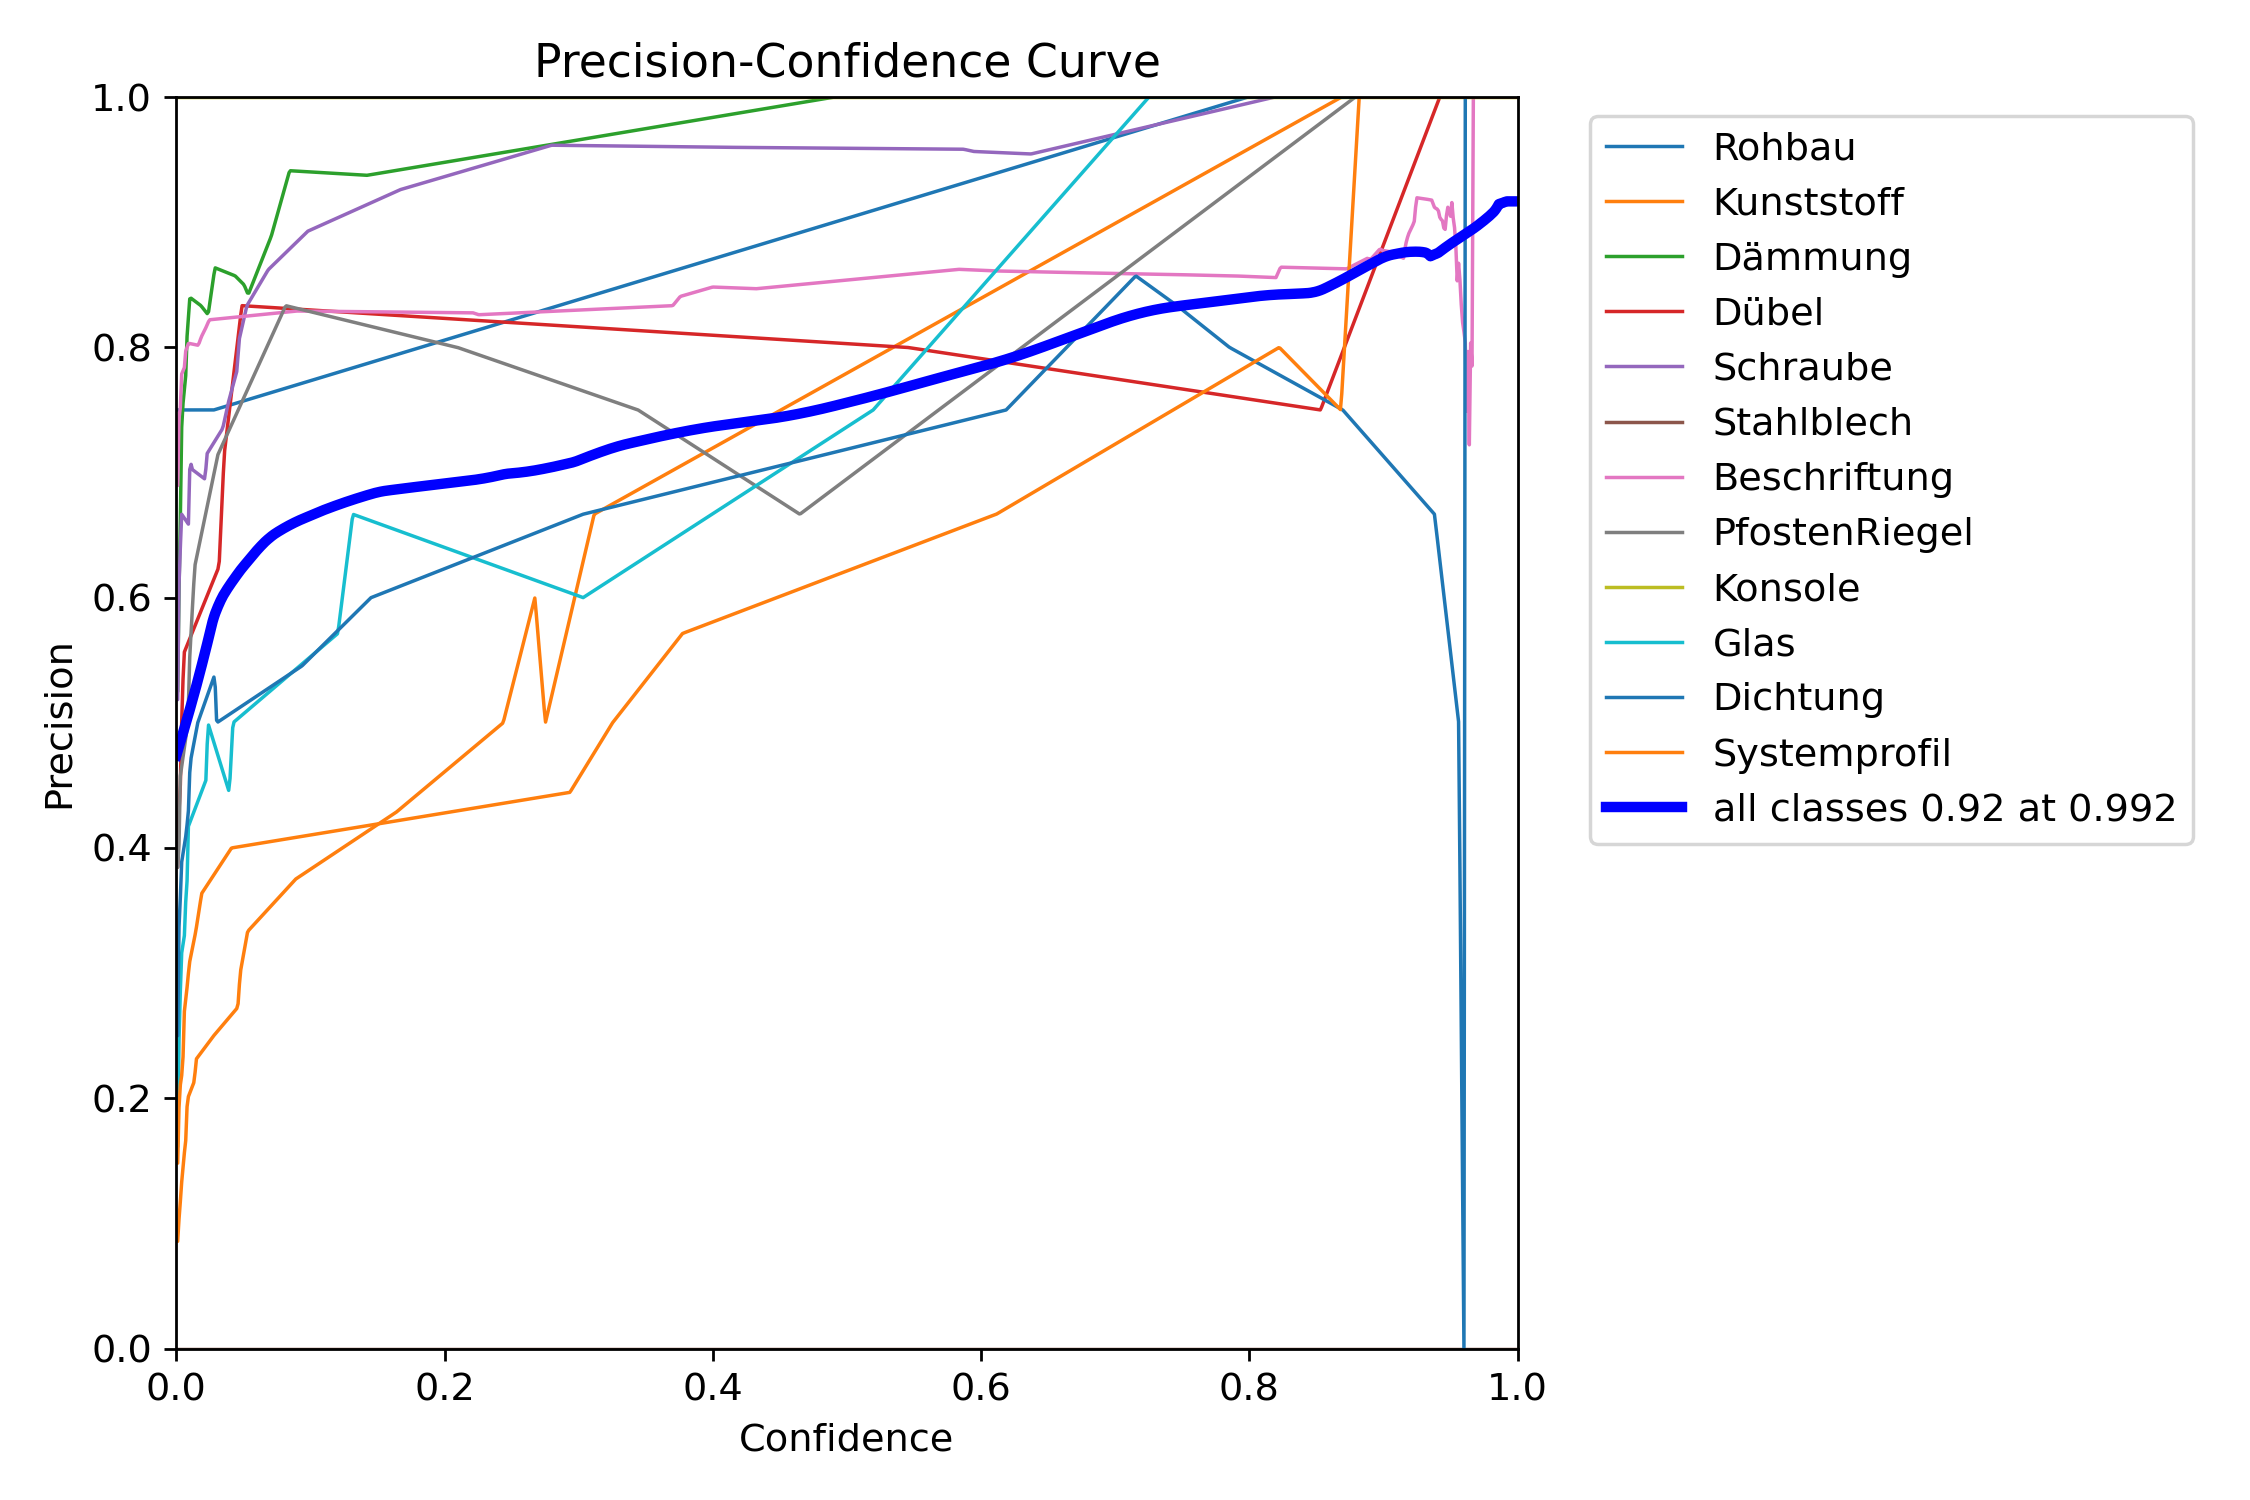 Precision-Confidence Curve
1.0
0.8
0.6
0.4
0.2
0.0
Precision
0.0 0.2 0.4 0.6 0.8 1.0
Confidence
Rohbau
Kunststoff
Dämmung
Dübel
Schraube
Stahlblech
Beschriftung
PfostenRiegel
Konsole
Glas
Dichtung
Systemprofil
all classes 0.92 at 0.992